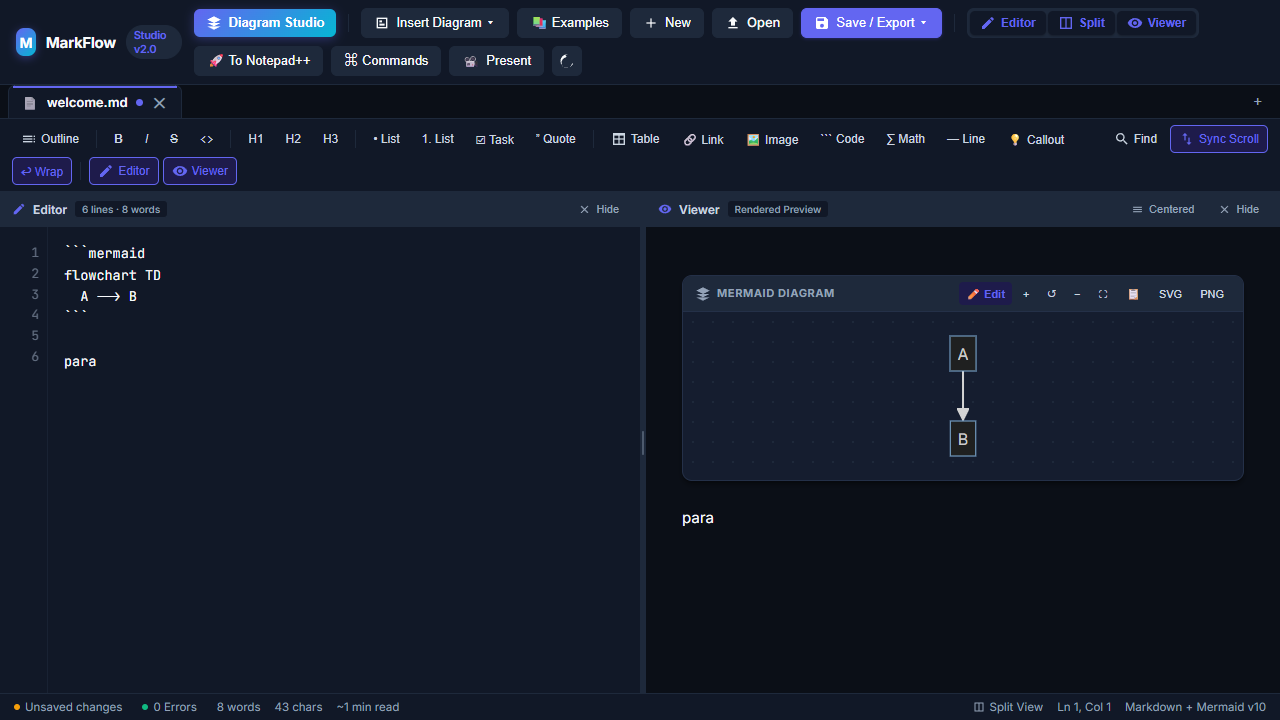 M MarkFlow Studio v2.0
Diagram Studio Insert Diagram Examples + New Open Save / Export Editor Split Viewer
To Notepad++ ⌘ Commands Present
welcome.md ✕ +
Outline B I S <> H1 H2 H3 • List 1. List ☑ Task " Quote Table Link Image ``` Code ∑ Math — Line Callout Find Sync Scroll
↩ Wrap Editor Viewer
Editor 6 lines · 8 words ✕ Hide
1 ```mermaid
2 flowchart TD
3 A --> B
4 ```
5
6 para
Viewer Rendered Preview ≡ Centered ✕ Hide
MERMAID DIAGRAM Edit + ↺ − ⛶ SVG PNG
A
B
para
Unsaved changes 0 Errors 8 words 43 chars ~1 min read Split View Ln 1, Col 1 Markdown + Mermaid v10